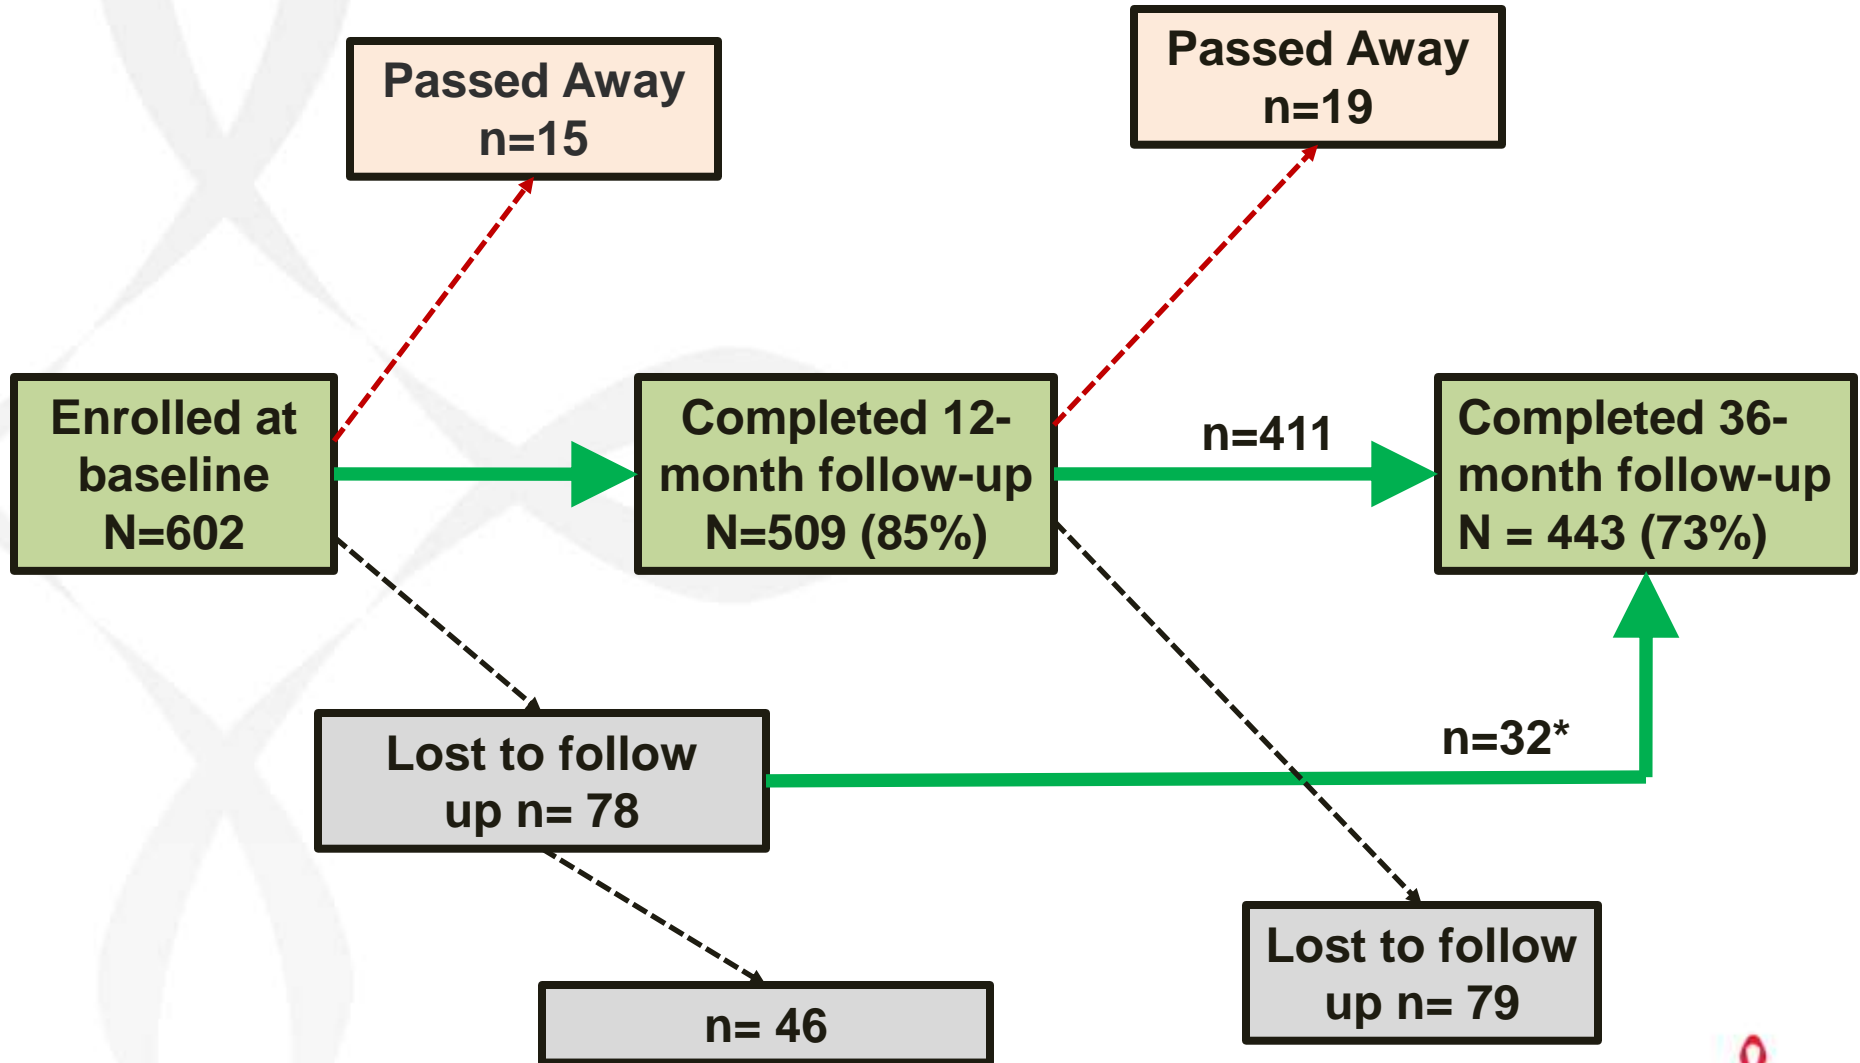 Passed Away
n=15
Passed Away
n=19
Enrolled at
baseline
N=602
Completed 12-
month follow-up
N=509 (85%)
n=411
Completed 36-
month follow-up
N = 443 (73%)
Lost to follow
up n= 78
n=32*
Lost to follow
up n= 79
n= 46